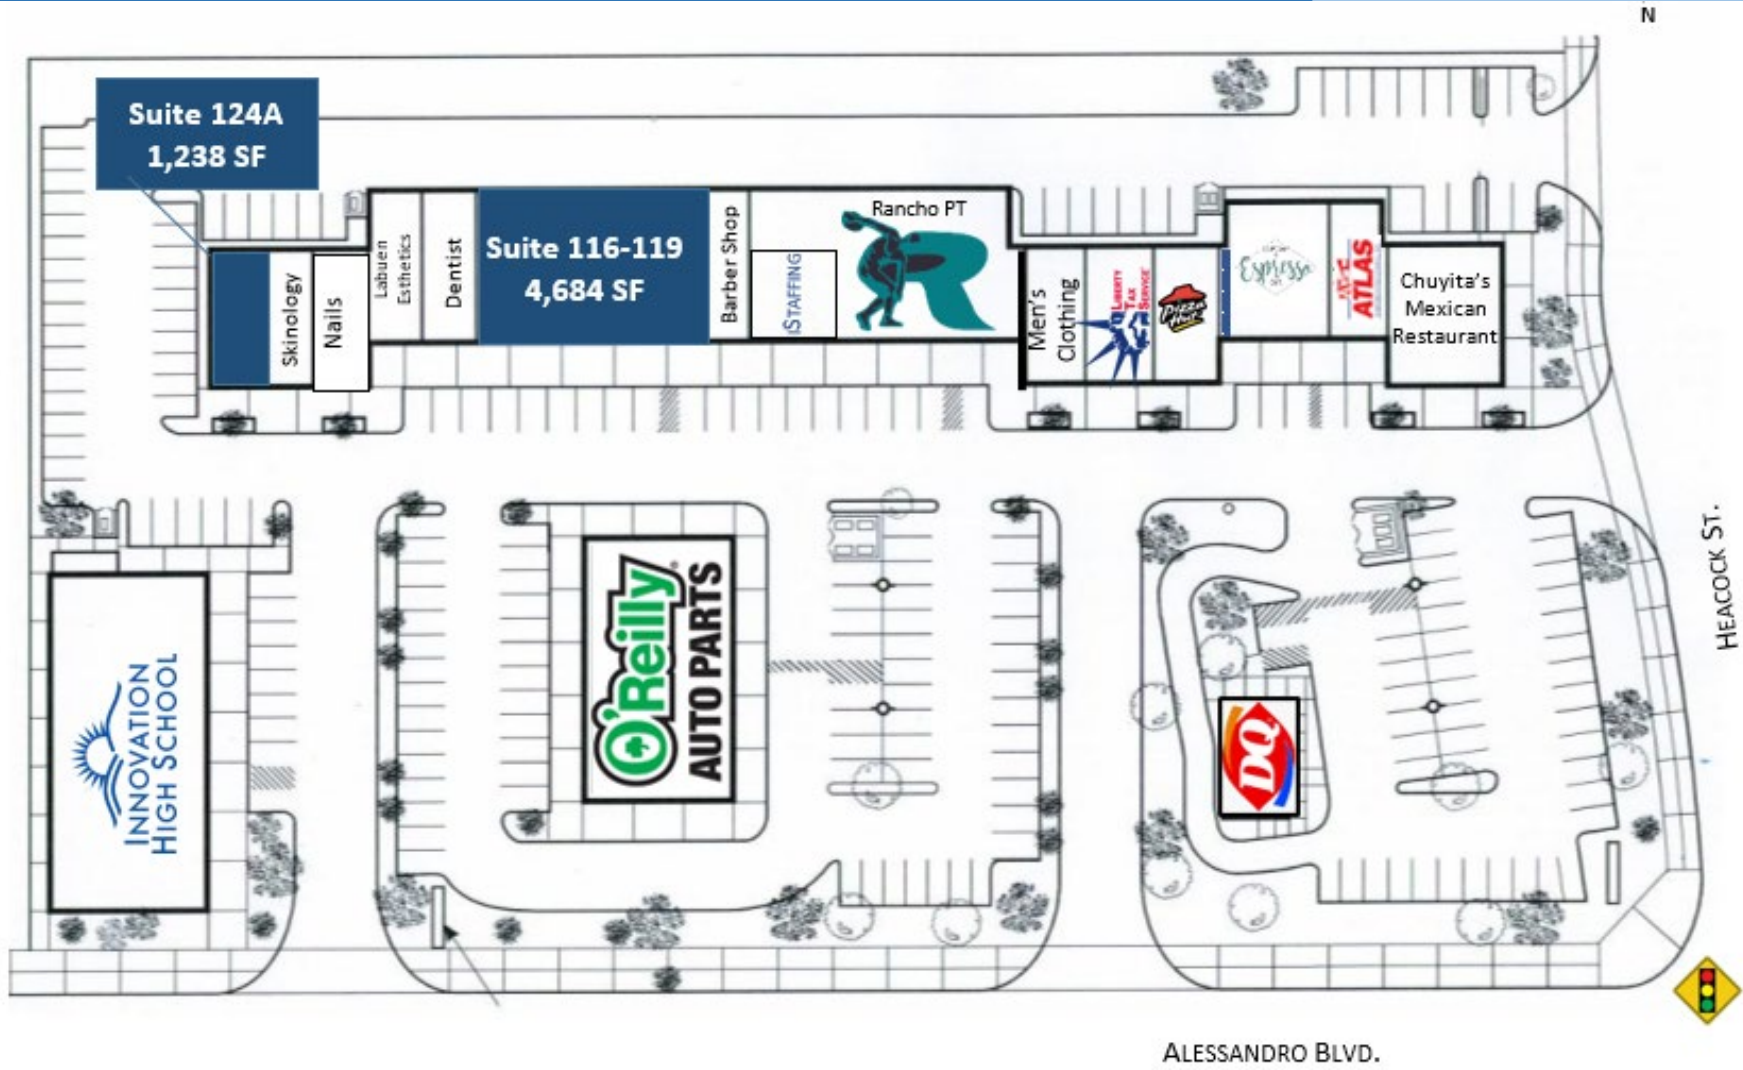 N
Suite 124A
1,238 SF
Skinology
Nails
Labuen
Esthetics
Dentist
Suite 116-119
4,684 SF
Barber Shop
iSTAFFING
Rancho PT
Men's
Clothing
LIBERTY
TAX
SERVICE
Pizza
Hut
Espresso
ATLAS
Chuyita's
Mexican
Restaurant
INNOVATION
HIGH SCHOOL
O'Reilly
AUTO PARTS
DQ
HEACOCK ST.
ALESSANDRO BLVD.